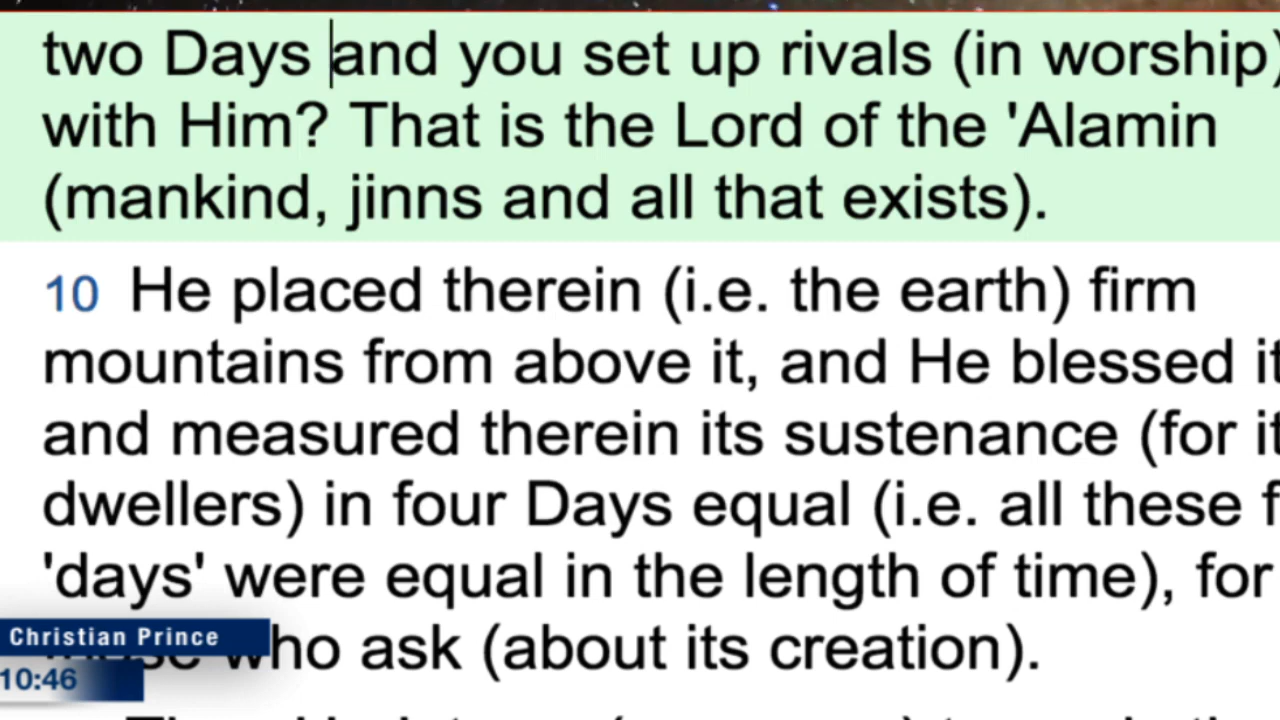 two Days and you set up rivals (in worship)
with Him? That is the Lord of the 'Alamin
(mankind, jinns and all that exists).
10 He placed therein (i.e. the earth) firm
mountains from above it, and He blessed it
and measured therein its sustenance (for
dwellers) in four Days equal (i.e. all these
'days' were equal in the length of time), for
who ask (about its creation).
Christian Prince
10:46